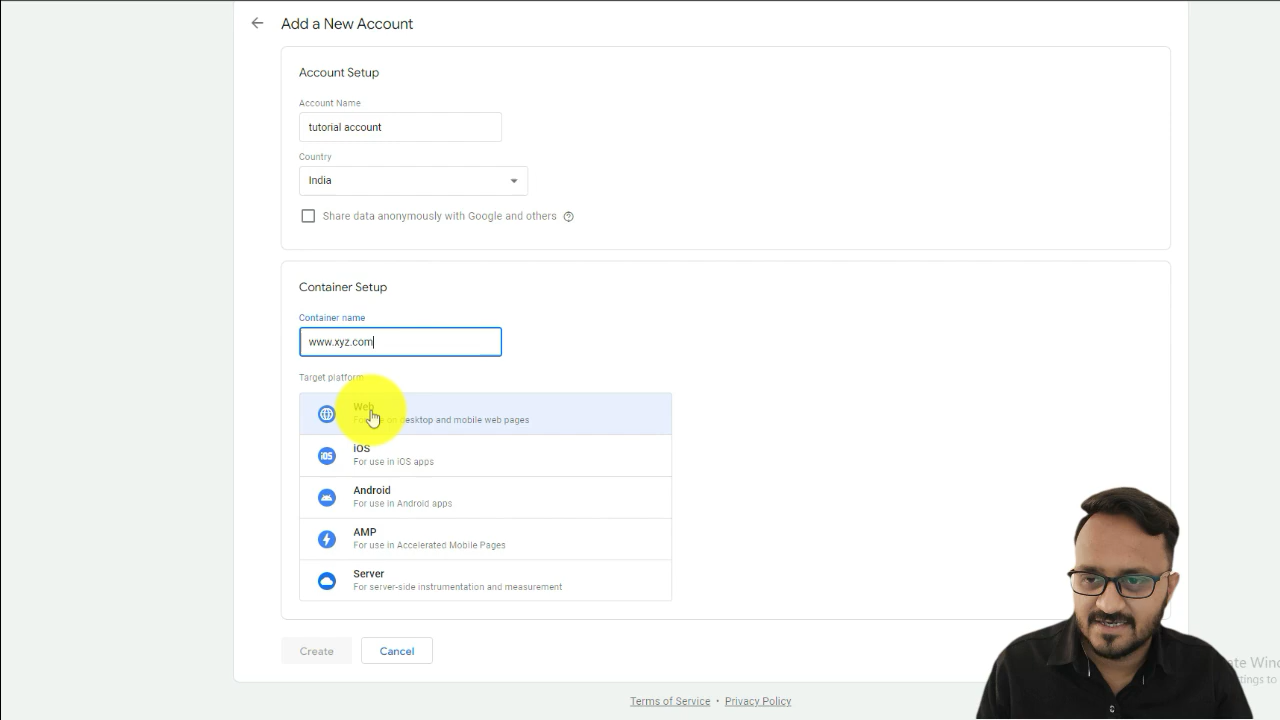 Add a New Account
Account Setup
Account Name
tutorial account
Country
India
Share data anonymously with Google and others
Container Setup
Container name
www.xyz.com
Target platform
Web
on desktop and mobile web pages
iOS
iOS
For use in iOS apps
Android
For use in Android apps
AMP
For use in Accelerated Mobile Pages
Server
For server-side instrumentation and measurement
Create
Cancel
Terms of Service • Privacy Policy